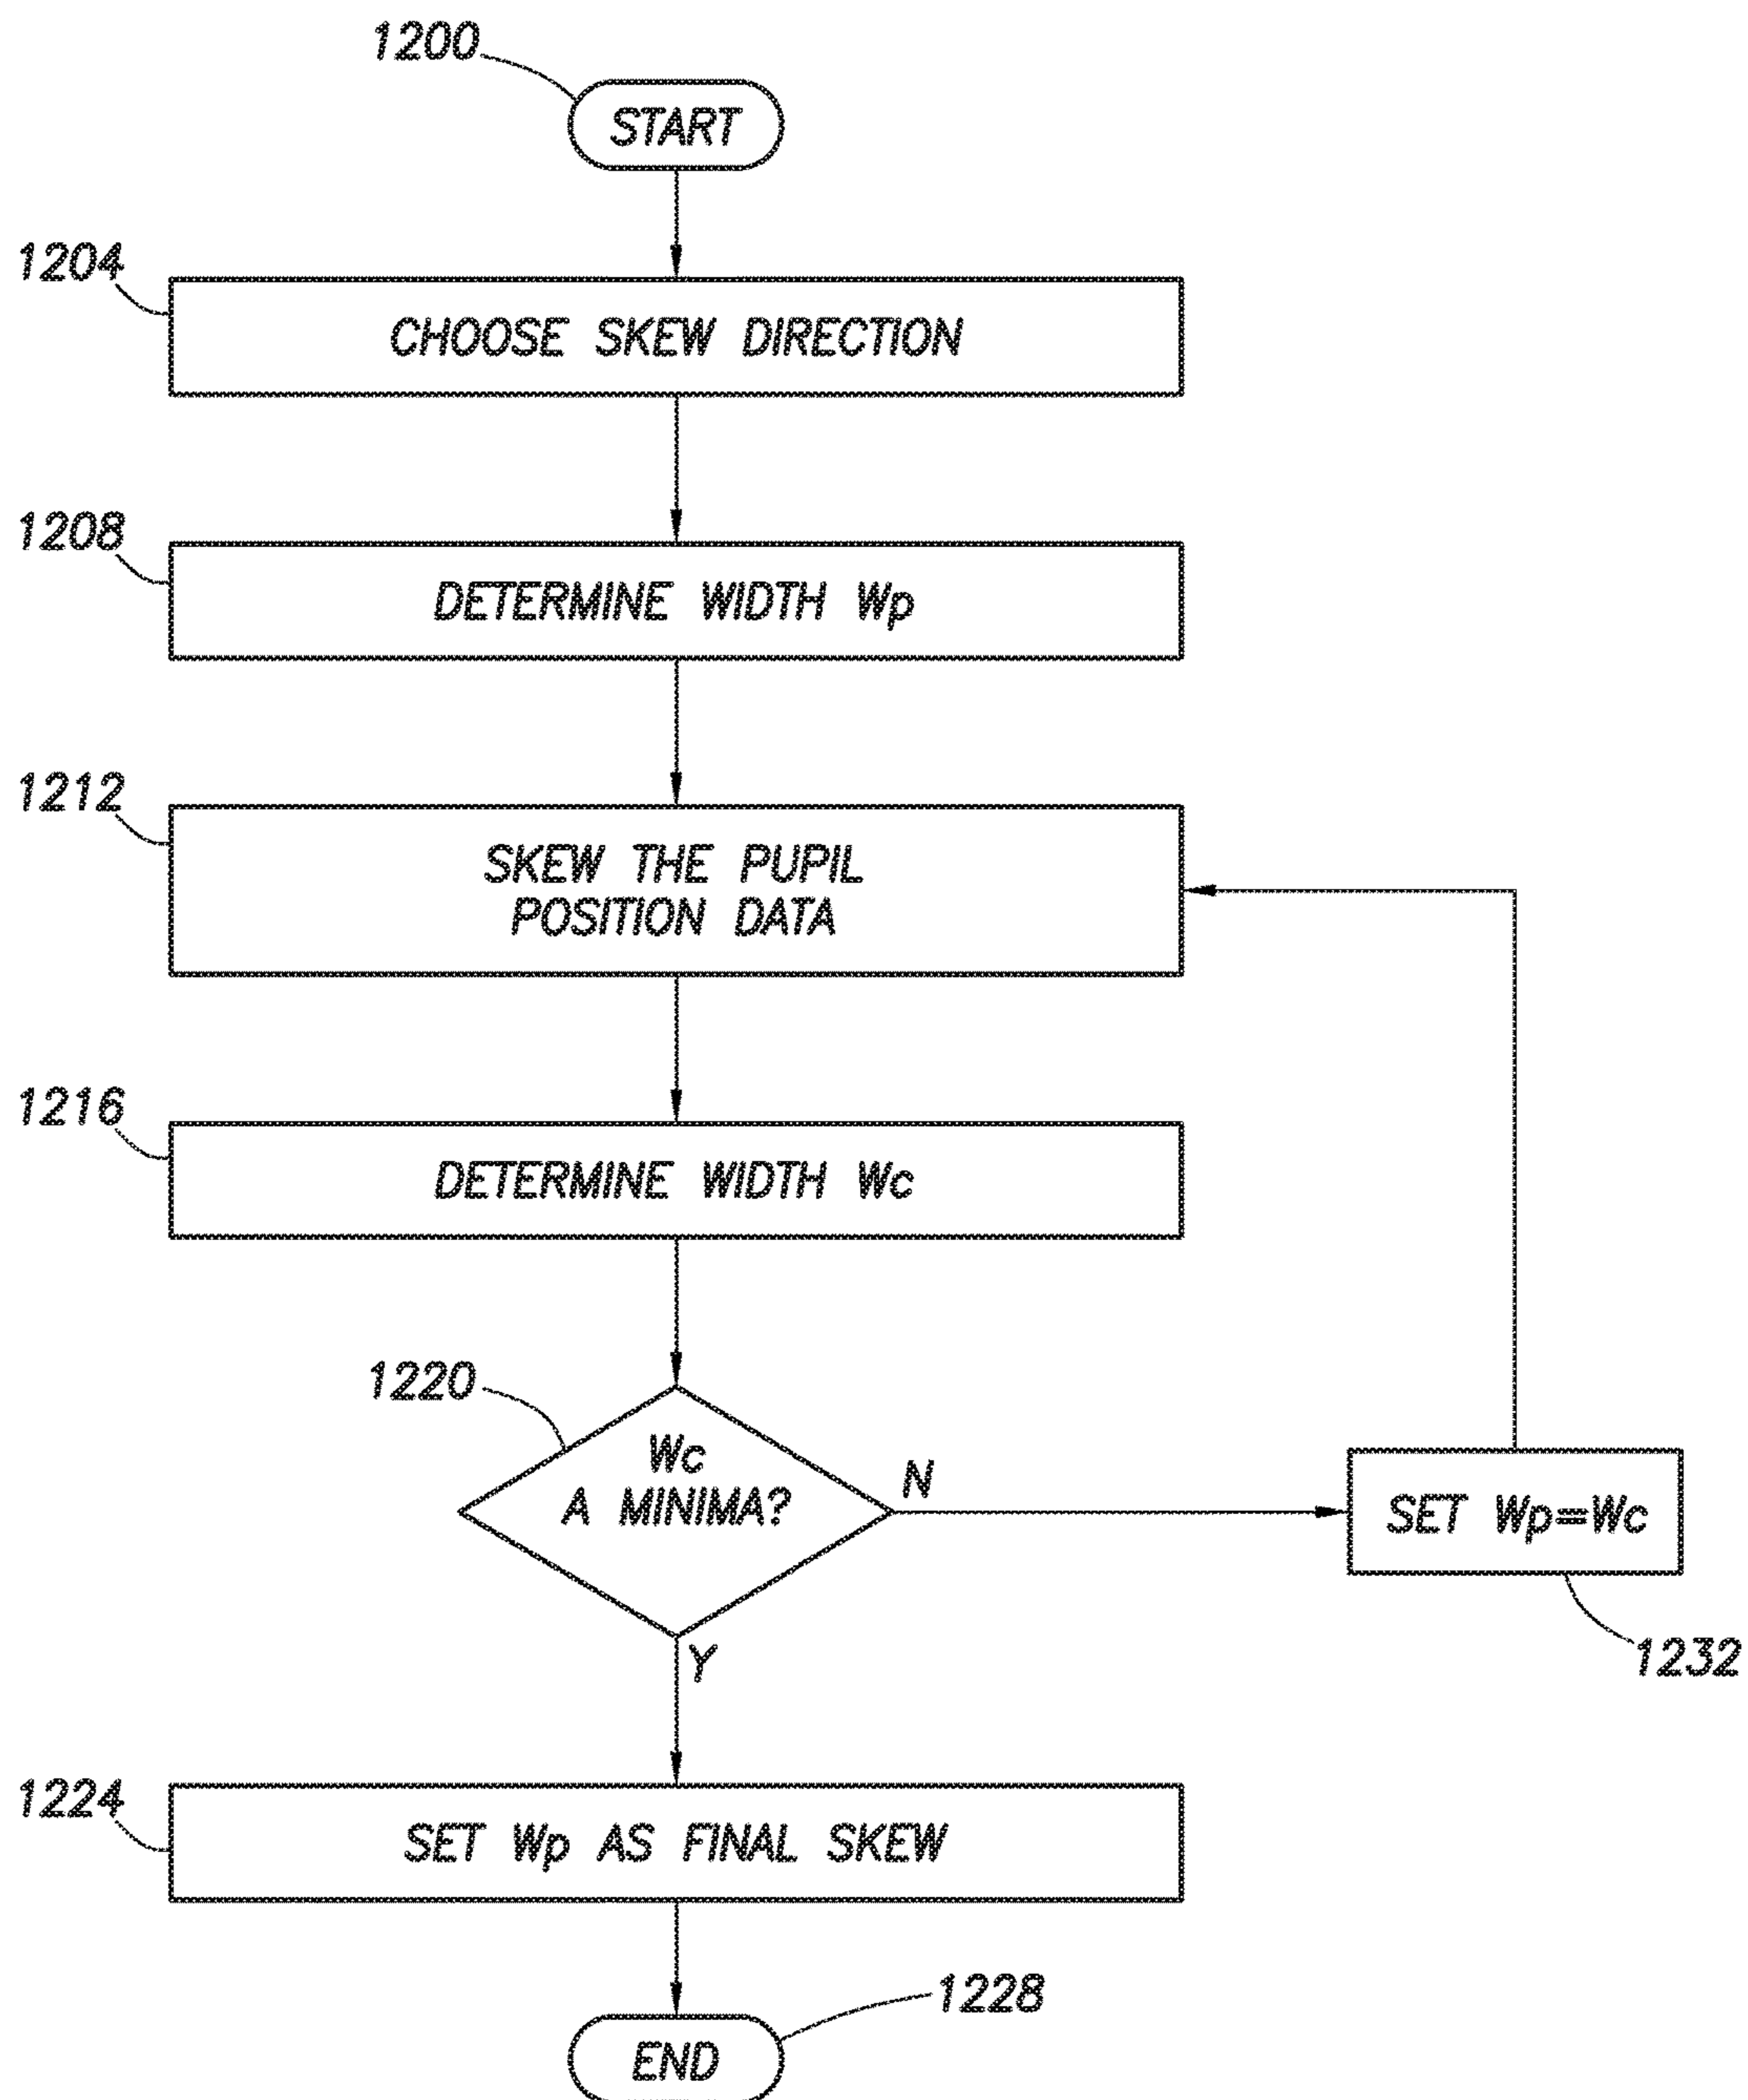 1200
START
1204
CHOOSE SKEW DIRECTION
1208
DETERMINE WIDTH Wp
1212
SKEW THE PUPIL
POSITION DATA
1216
DETERMINE WIDTH Wc
1220
Wc
A MINIMA?
N
SET Wp=Wc
1232
Y
1224
SET Wp AS FINAL SKEW
1228
END